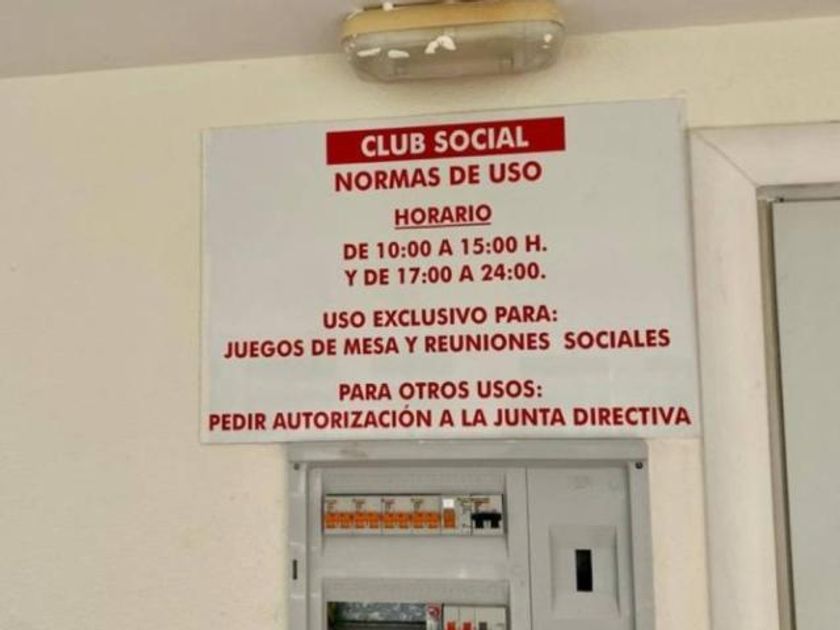 CLUB SOCIAL
NORMAS DE USO
HORARIO
DE 10:00 A 15:00 H.
Y DE 17:00 A 24:00.
USO EXCLUSIVO PARA:
JUEGOS DE MESA Y REUNIONES SOCIALES
PARA OTROS USOS:
PEDIR AUTORIZACIÓN A LA JUNTA DIRECTIVA